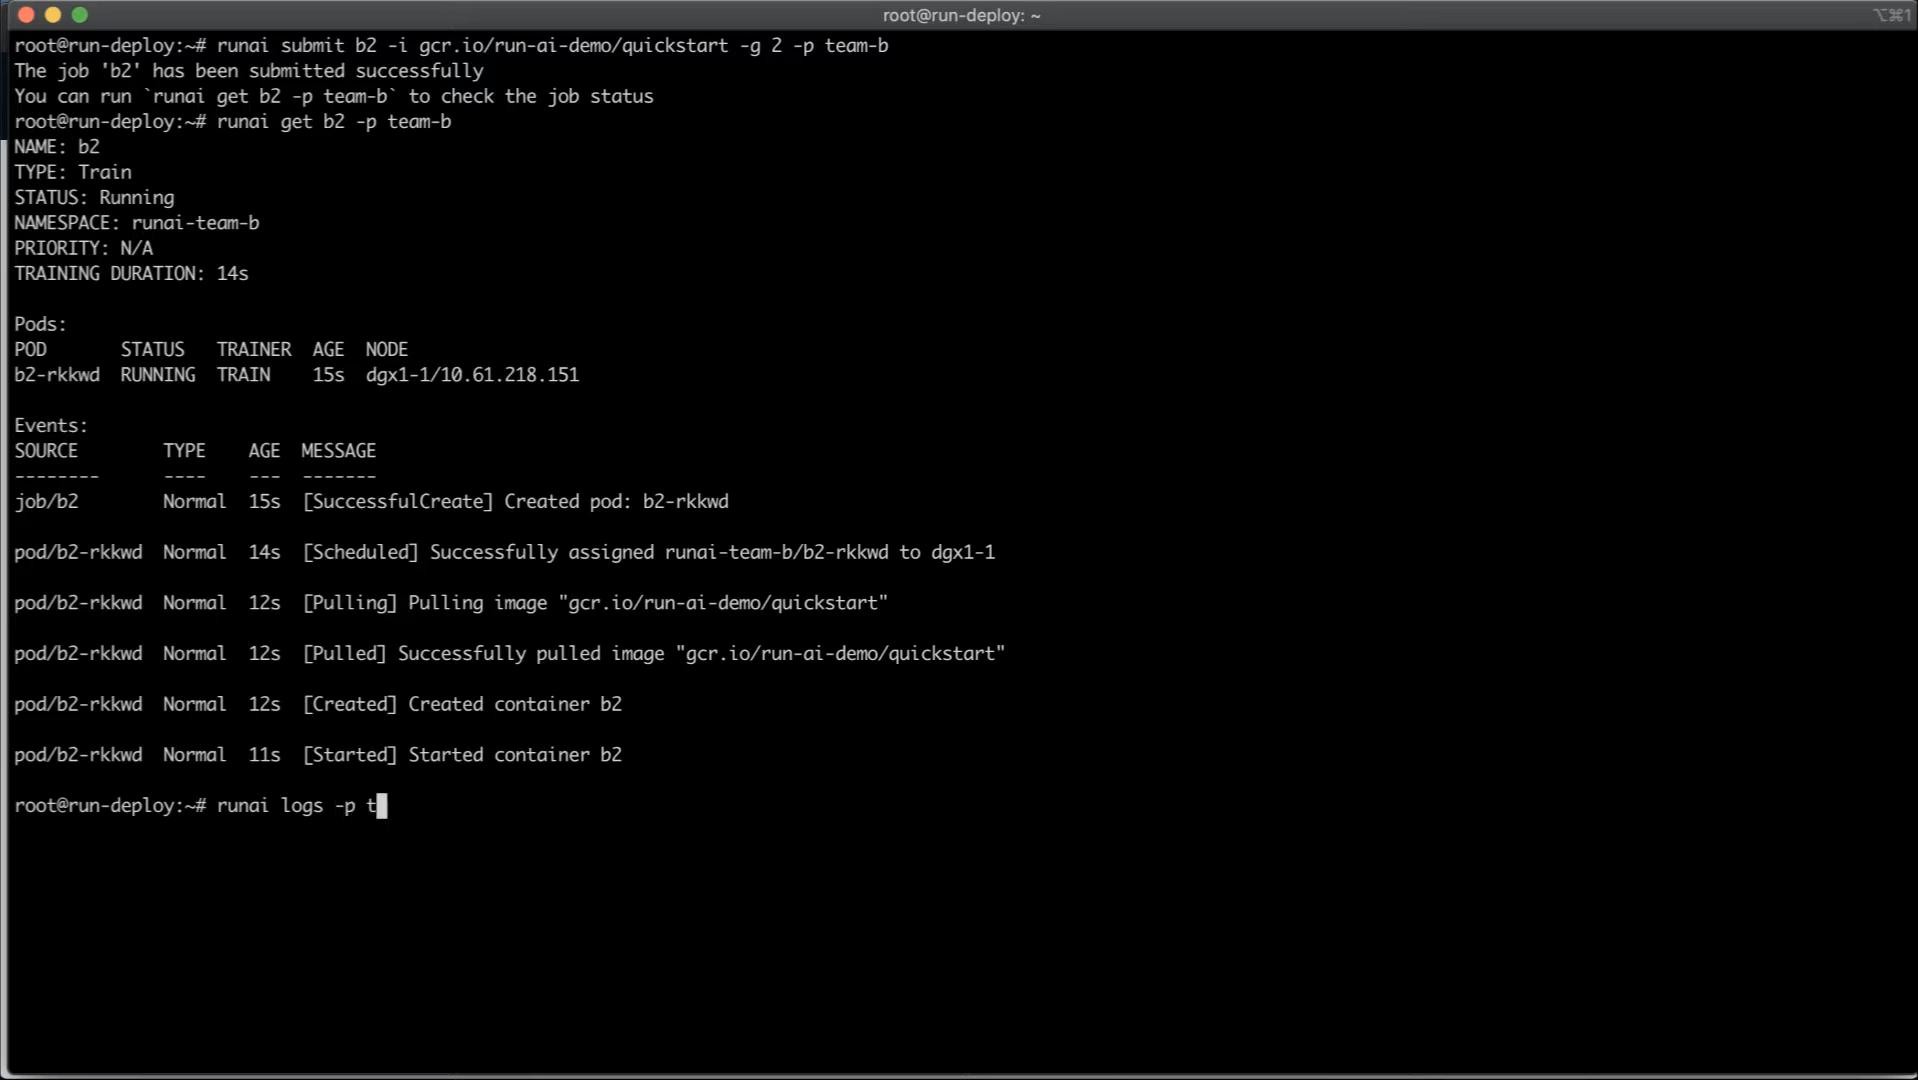 root@run-deploy: ~
⌥⌘1
root@run-deploy:~# runai submit b2 -i gcr.io/run-ai-demo/quickstart -g 2 -p team-b
The job 'b2' has been submitted successfully
You can run `runai get b2 -p team-b` to check the job status
root@run-deploy:~# runai get b2 -p team-b
NAME: b2
TYPE: Train
STATUS: Running
NAMESPACE: runai-team-b
PRIORITY: N/A
TRAINING DURATION: 14s
Pods:
POD STATUS TRAINER AGE NODE
b2-rkkwd RUNNING TRAIN 15s dgx1-1/10.61.218.151
Events:
SOURCE TYPE AGE MESSAGE
-------- ---- --- -------
job/b2 Normal 15s [SuccessfulCreate] Created pod: b2-rkkwd
pod/b2-rkkwd Normal 14s [Scheduled] Successfully assigned runai-team-b/b2-rkkwd to dgx1-1
pod/b2-rkkwd Normal 12s [Pulling] Pulling image "gcr.io/run-ai-demo/quickstart"
pod/b2-rkkwd Normal 12s [Pulled] Successfully pulled image "gcr.io/run-ai-demo/quickstart"
pod/b2-rkkwd Normal 12s [Created] Created container b2
pod/b2-rkkwd Normal 11s [Started] Started container b2
root@run-deploy:~# runai logs -p t